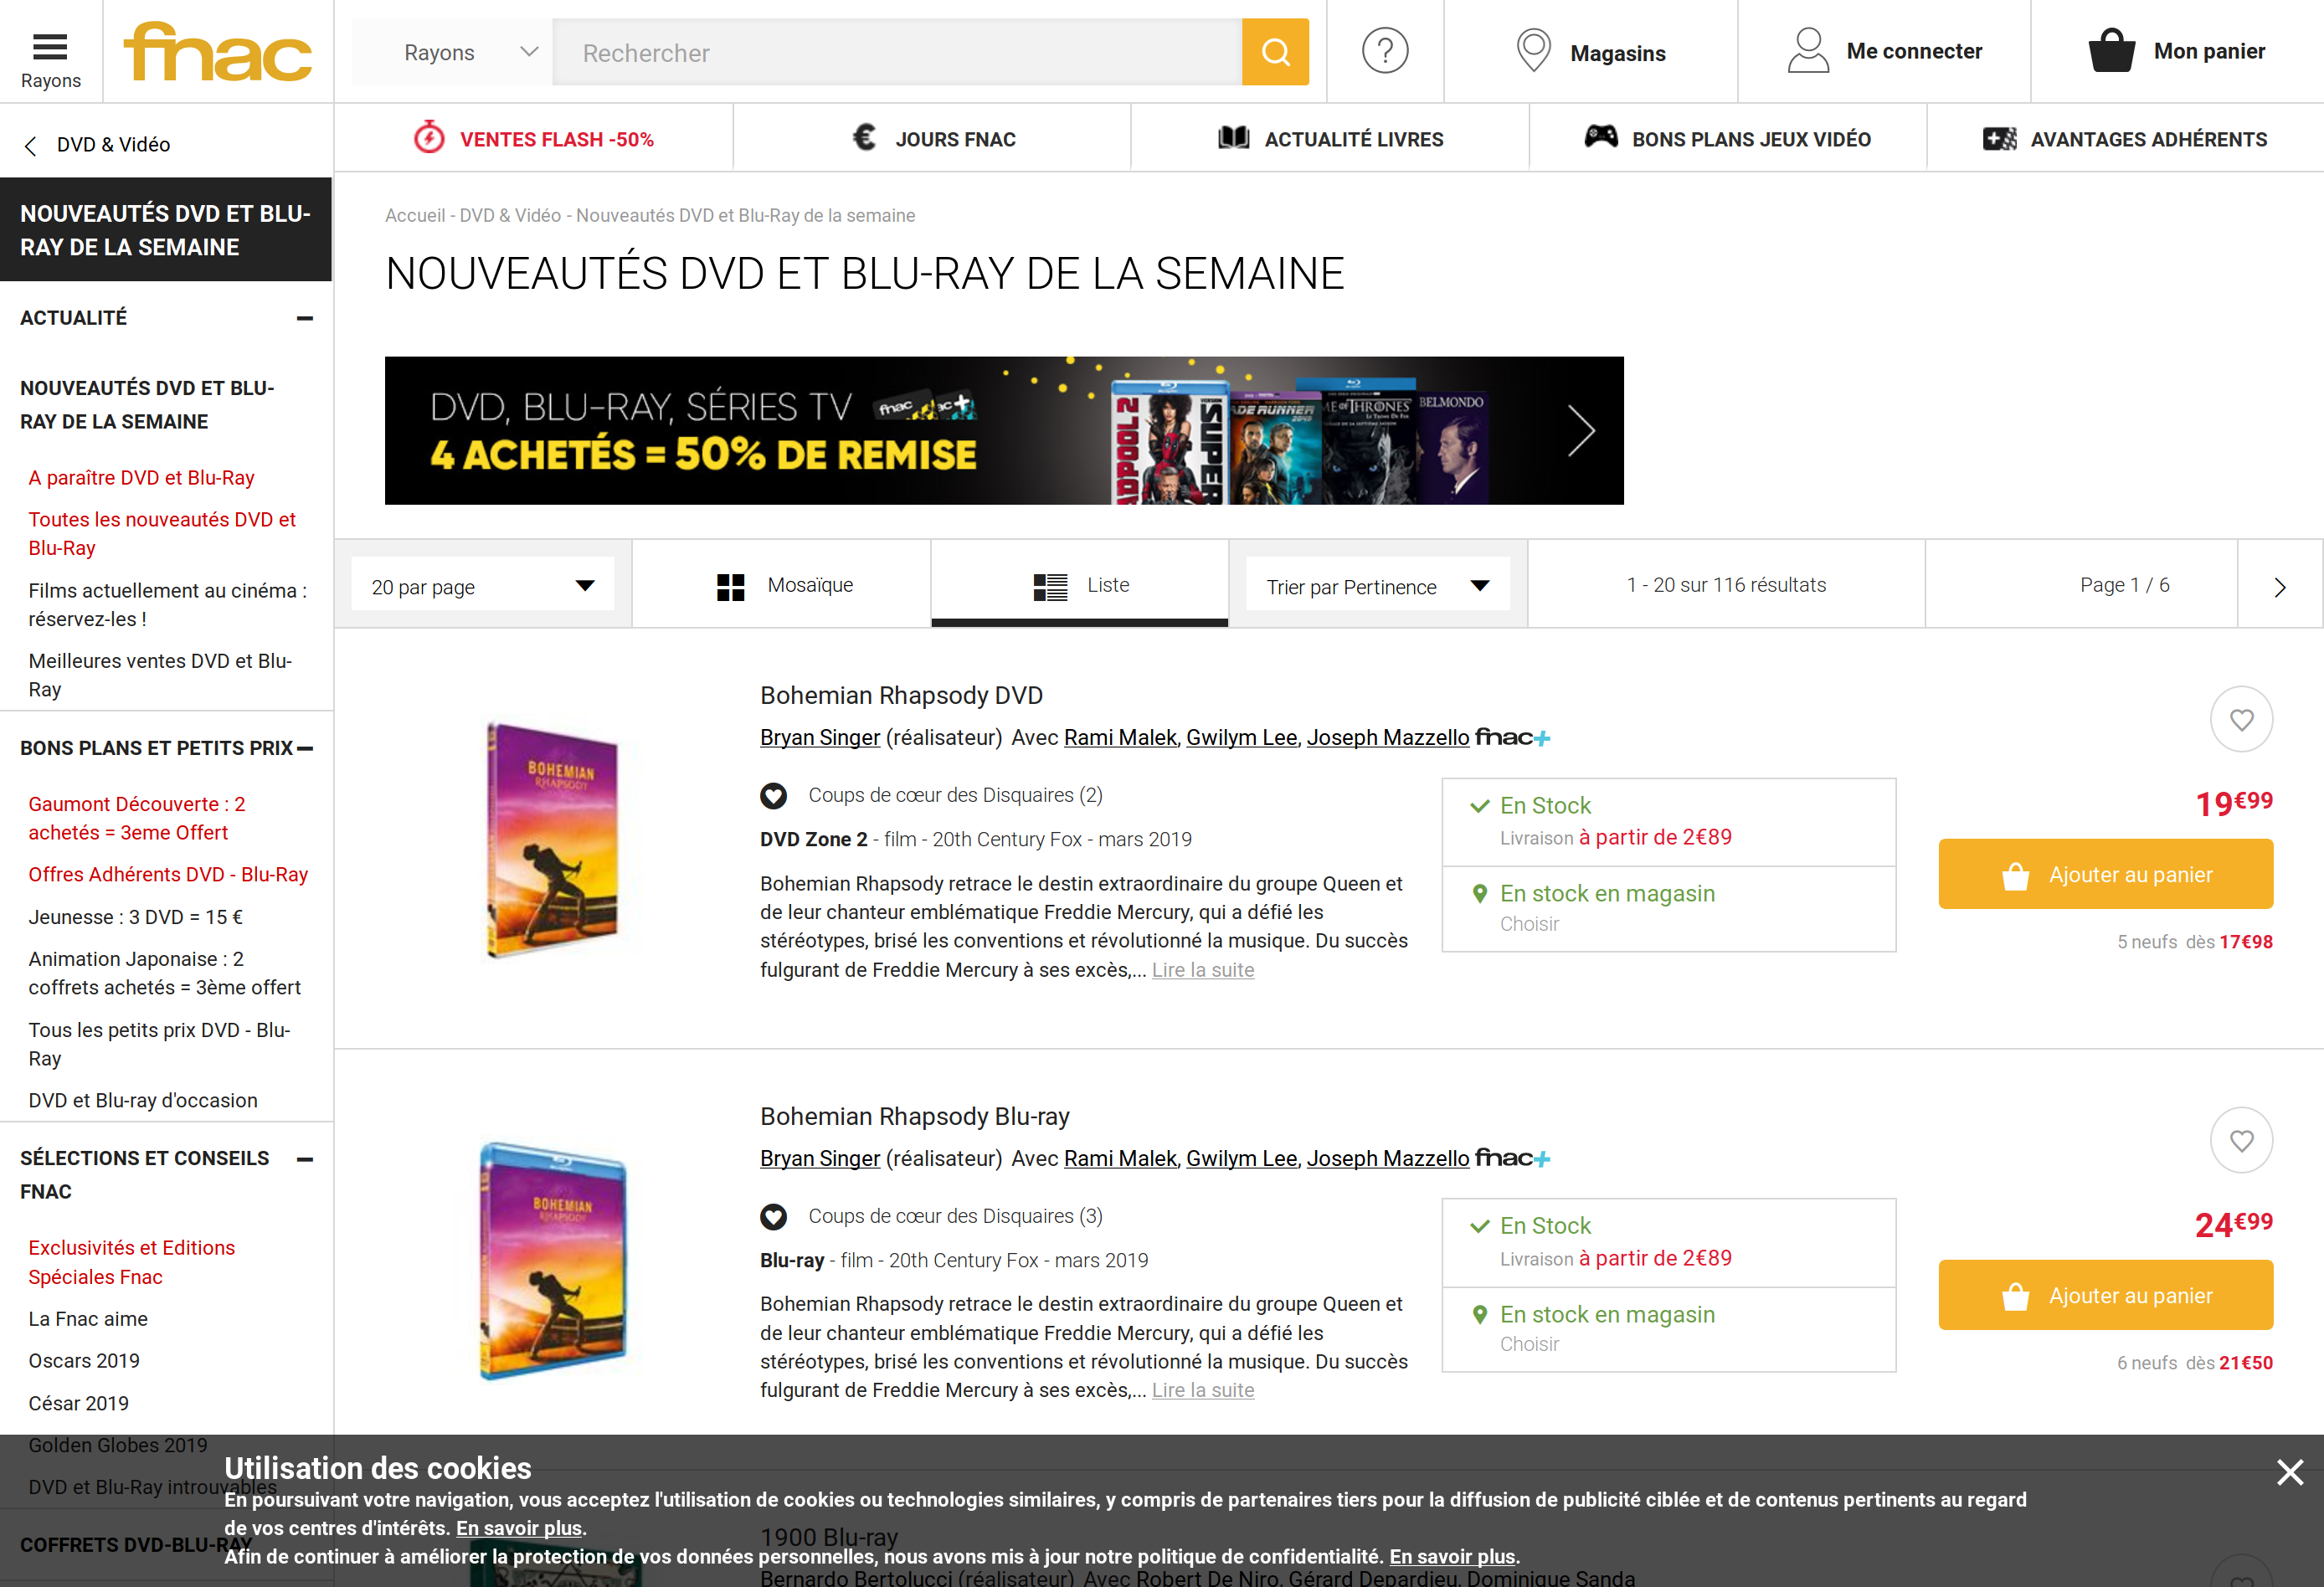 Rayons
fnac
Rayons
Rechercher
?
Magasins
Me connecter
Mon panier
VENTES FLASH -50%
JOURS FNAC
ACTUALITÉ LIVRES
BONS PLANS JEUX VIDÉO
AVANTAGES ADHÉRENTS
DVD & Vidéo
NOUVEAUTÉS DVD ET BLU-
RAY DE LA SEMAINE
ACTUALITÉ
NOUVEAUTÉS DVD ET BLU-
RAY DE LA SEMAINE
A paraître DVD et Blu-Ray
Toutes les nouveautés DVD et
Blu-Ray
Films actuellement au cinéma :
réservez-les !
Meilleures ventes DVD et Blu-
Ray
BONS PLANS ET PETITS PRIX
Gaumont Découverte : 2
achetés = 3eme Offert
Offres Adhérents DVD - Blu-Ray
Jeunesse : 3 DVD = 15 €
Animation Japonaise : 2
coffrets achetés = 3ème offert
Tous les petits prix DVD - Blu-
Ray
DVD et Blu-ray d'occasion
SÉLECTIONS ET CONSEILS
FNAC
Exclusivités et Editions
Spéciales Fnac
La Fnac aime
Oscars 2019
César 2019
Golden Globes 2019
DVD et Blu-Ray introuvables
COFFRETS DVD-BLU-RAY
Accueil - DVD & Vidéo - Nouveautés DVD et Blu-Ray de la semaine
NOUVEAUTÉS DVD ET BLU-RAY DE LA SEMAINE
DVD, BLU-RAY, SÉRIES TV
4 ACHETÉS = 50% DE REMISE
20 par page
Mosaïque
Liste
Trier par Pertinence
1 - 20 sur 116 résultats
Page 1 / 6
BOHEMIAN
RHAPSODY
Bohemian Rhapsody DVD
Bryan Singer (réalisateur) Avec Rami Malek, Gwilym Lee, Joseph Mazzello fnac+
Coups de cœur des Disquaires (2)
DVD Zone 2 - film - 20th Century Fox - mars 2019
Bohemian Rhapsody retrace le destin extraordinaire du groupe Queen et
de leur chanteur emblématique Freddie Mercury, qui a défié les
stéréotypes, brisé les conventions et révolutionné la musique. Du succès
fulgurant de Freddie Mercury à ses excès,... Lire la suite
En Stock
Livraison à partir de 2€89
En stock en magasin
Choisir
19€99
Ajouter au panier
5 neufs dès 17€98
BOHEMIAN
RHAPSODY
Bohemian Rhapsody Blu-ray
Bryan Singer (réalisateur) Avec Rami Malek, Gwilym Lee, Joseph Mazzello fnac+
Coups de cœur des Disquaires (3)
Blu-ray - film - 20th Century Fox - mars 2019
Bohemian Rhapsody retrace le destin extraordinaire du groupe Queen et
de leur chanteur emblématique Freddie Mercury, qui a défié les
stéréotypes, brisé les conventions et révolutionné la musique. Du succès
fulgurant de Freddie Mercury à ses excès,... Lire la suite
En Stock
Livraison à partir de 2€89
En stock en magasin
Choisir
24€99
Ajouter au panier
6 neufs dès 21€50
1900 Blu-ray
Bernardo Bertolucci (réalisateur) Avec Robert De Niro, Gérard Depardieu, Dominique Sanda
Utilisation des cookies
En poursuivant votre navigation, vous acceptez l'utilisation de cookies ou technologies similaires, y compris de partenaires tiers pour la diffusion de publicité ciblée et de contenus pertinents au regard
de vos centres d'intérêts. En savoir plus.
Afin de continuer à améliorer la protection de vos données personnelles, nous avons mis à jour notre politique de confidentialité. En savoir plus.